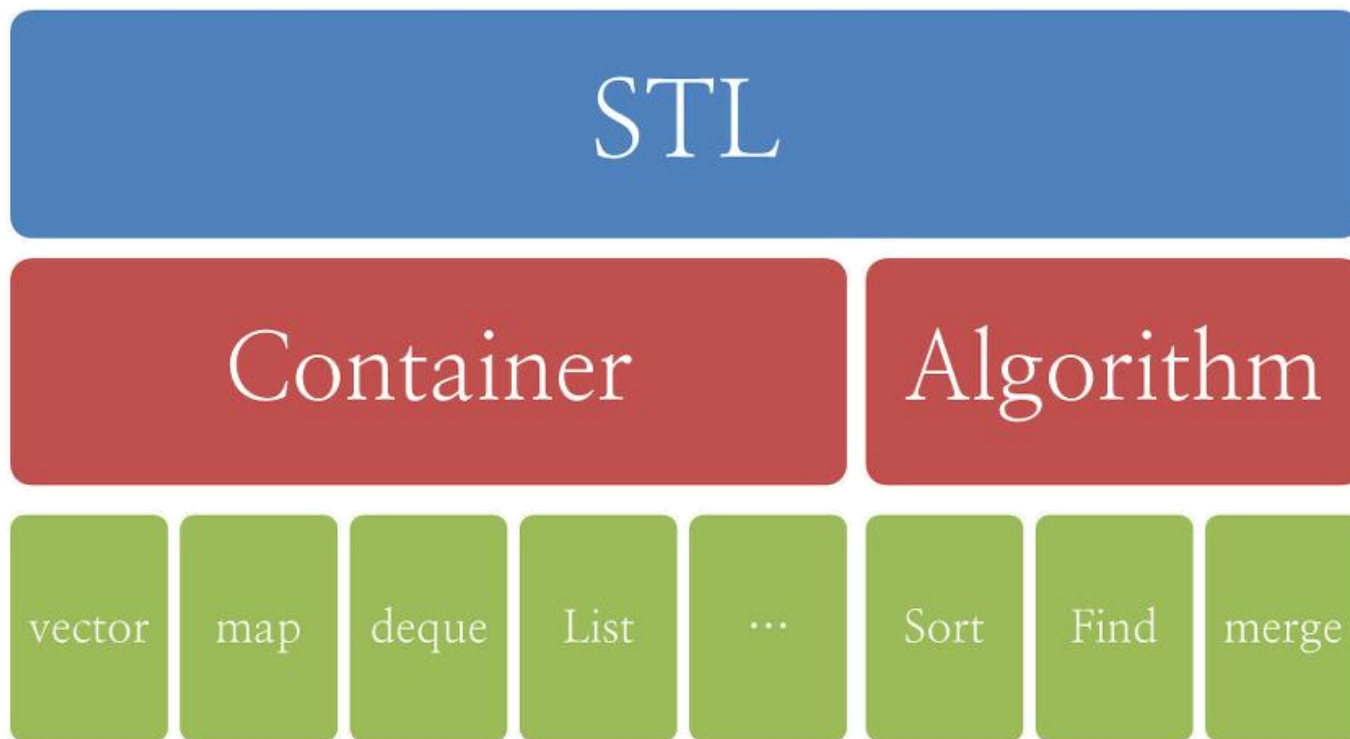 STL
Container
Algorithm
vector
map
deque
List
...
Sort
Find
merge